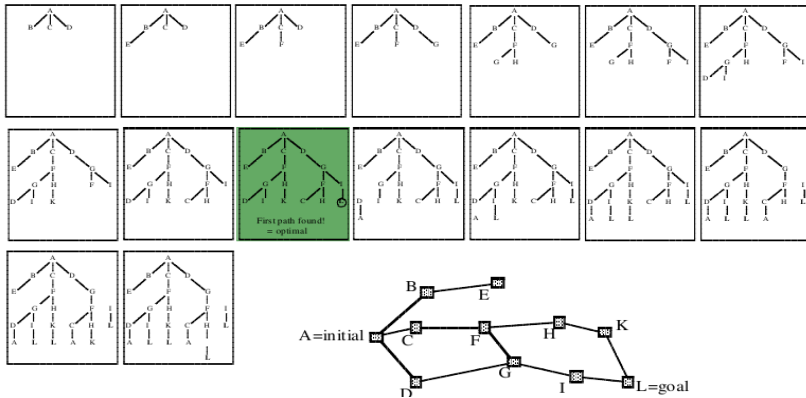 A
B C D
A
B C D
E
A
B C D
E F
A
B C D
E F G
A
B C D
E F G
G H
A
B C D
E F G
G H F I
A
B C D
E F G
G H F I
D I
A
B C D
E F G
G H F I
D I K
A
B C D
E F G
G H F I
D I K C H
A
B C D
E F G
G H F I
D I K C H L
First path found!
= optimal
A
B C D
E F G
G H F I
D I K C H L
A
A
B C D
E F G
G H F I
D I K C H L
A L
A
B C D
E F G
G H F I
D I K C H L
A L L
A
B C D
E F G
G H F I
D I K C H L
A L L A
A
B C D
E F G
G H F I
D I K C H L
A L L A K
A
B C D
E F G
G H F I
D I K C H L
A L L A
L
B E
A=initial C F H K
D G I L=goal